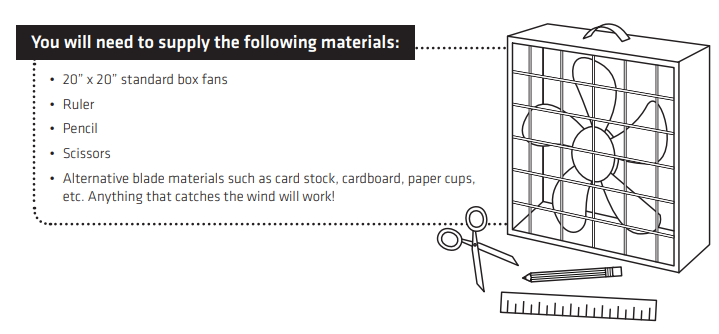 You will need to supply the following materials:
• 20” x 20” standard box fans
• Ruler
• Pencil
• Scissors
• Alternative blade materials such as card stock, cardboard, paper cups,
etc. Anything that catches the wind will work!